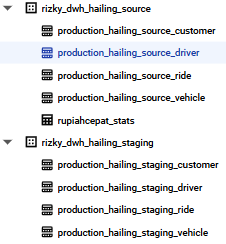 rizky_dwh_hailing_source
production_hailing_source_customer
production_hailing_source_driver
production_hailing_source_ride
production_hailing_source_vehicle
rupiahcepat_stats
rizky_dwh_hailing_staging
production_hailing_staging_customer
production_hailing_staging_driver
production_hailing_staging_ride
production_hailing_staging_vehicle